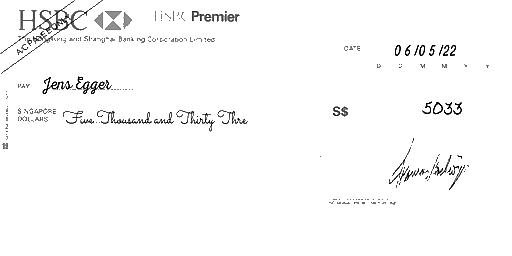 HSBC HSBC Premier
The Hongkong and Shanghai Banking Corporation Limited
AC PAYEE ONLY
DATE 06/05/22
D D M M Y Y
PAY Jens Egger
SINGAPORE DOLLARS Five Thousand and Thirty Thre
S$ 5033